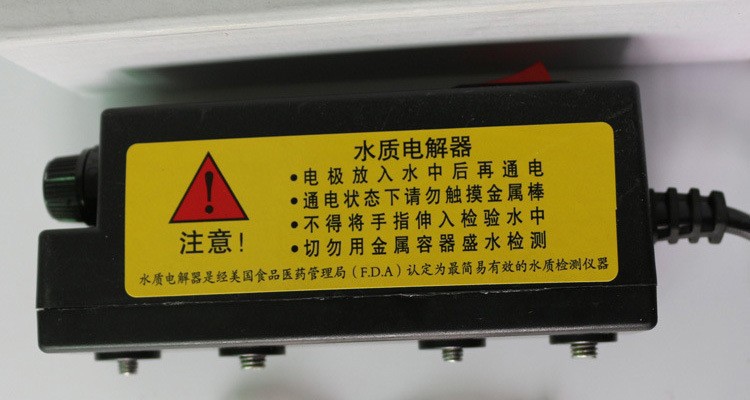 水质电解器
•电极放入水中后再通电
•通电状态下请勿触摸金属棒
•不得将手指伸入检验水中
•切勿用金属容器盛水检测
注意!
水质电解器是经美国食品医药管理局(F.D.A)认定为最简易有效的水质检测仪器